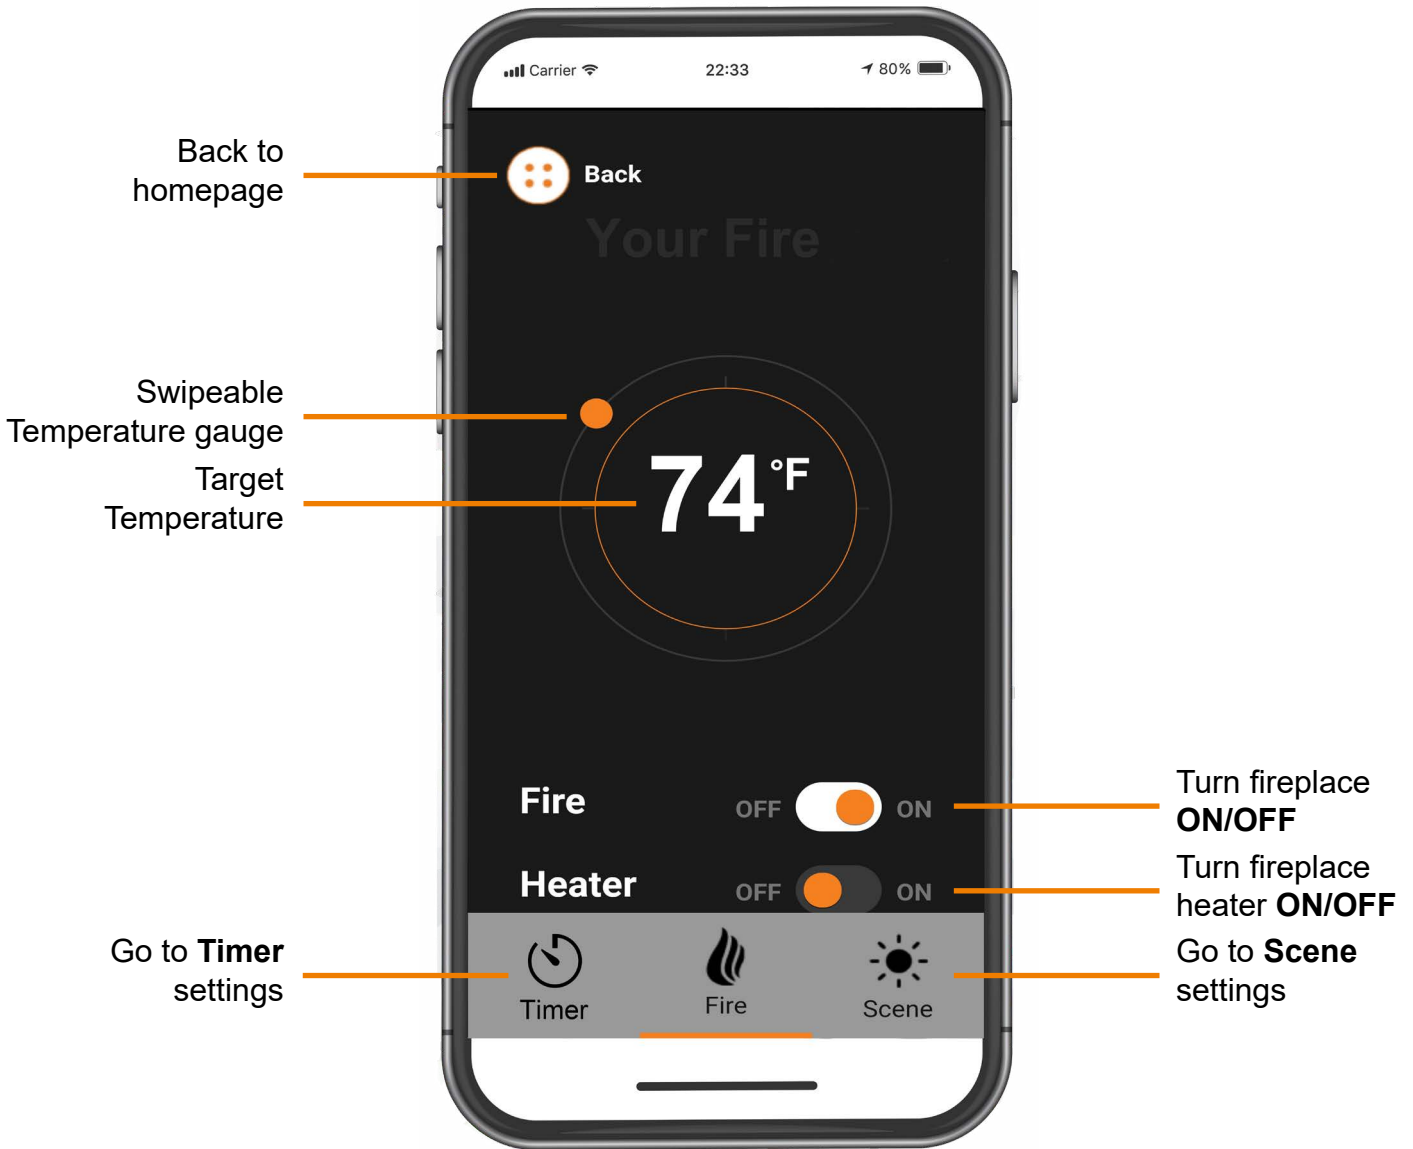 Carrier
22:33
80%
Back to
homepage
Back
Your Fire
Swipeable
Temperature gauge
Target
Temperature
74°F
Fire
OFF
ON
Turn fireplace
ON/OFF
Heater
OFF
ON
Turn fireplace
heater ON/OFF
Go to Timer
settings
Timer
Fire
Scene
Go to Scene
settings